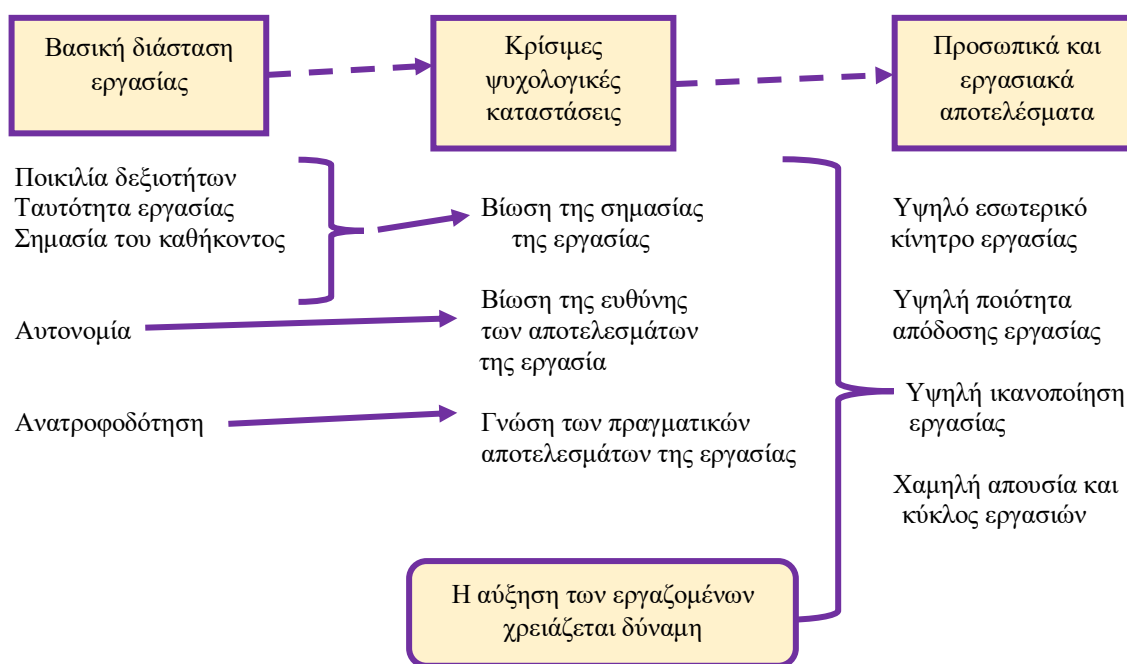 Βασική διάσταση
εργασίας
Κρίσιμες
ψυχολογικές
καταστάσεις
Προσωπικά και
εργασιακά
αποτελέσματα
Ποικιλία δεξιοτήτων
Ταυτότητα εργασίας
Σημασία του καθήκοντος
Αυτονομία
Ανατροφοδότηση
Βίωση της σημασίας
της εργασίας
Βίωση της ευθύνης
των αποτελεσμάτων
της εργασία
Γνώση των πραγματικών
αποτελεσμάτων της εργασίας
Υψηλό εσωτερικό
κίνητρο εργασίας
Υψηλή ποιότητα
απόδοσης εργασίας
Υψηλή ικανοποίηση
εργασίας
Χαμηλή απουσία και
κύκλος εργασιών
Η αύξηση των εργαζομένων
χρειάζεται δύναμη